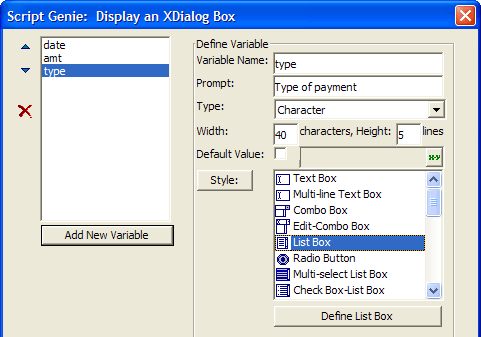 Script Genie: Display an XDialog Box
date
amt
type
Add New Variable
Define Variable
Variable Name: type
Prompt: Type of payment
Type: Character
Width: 40 characters, Height: 5 lines
Default Value:
Style:
Text Box
Multi-line Text Box
Combo Box
Edit-Combo Box
List Box
Radio Button
Multi-select List Box
Check Box-List Box
Define List Box